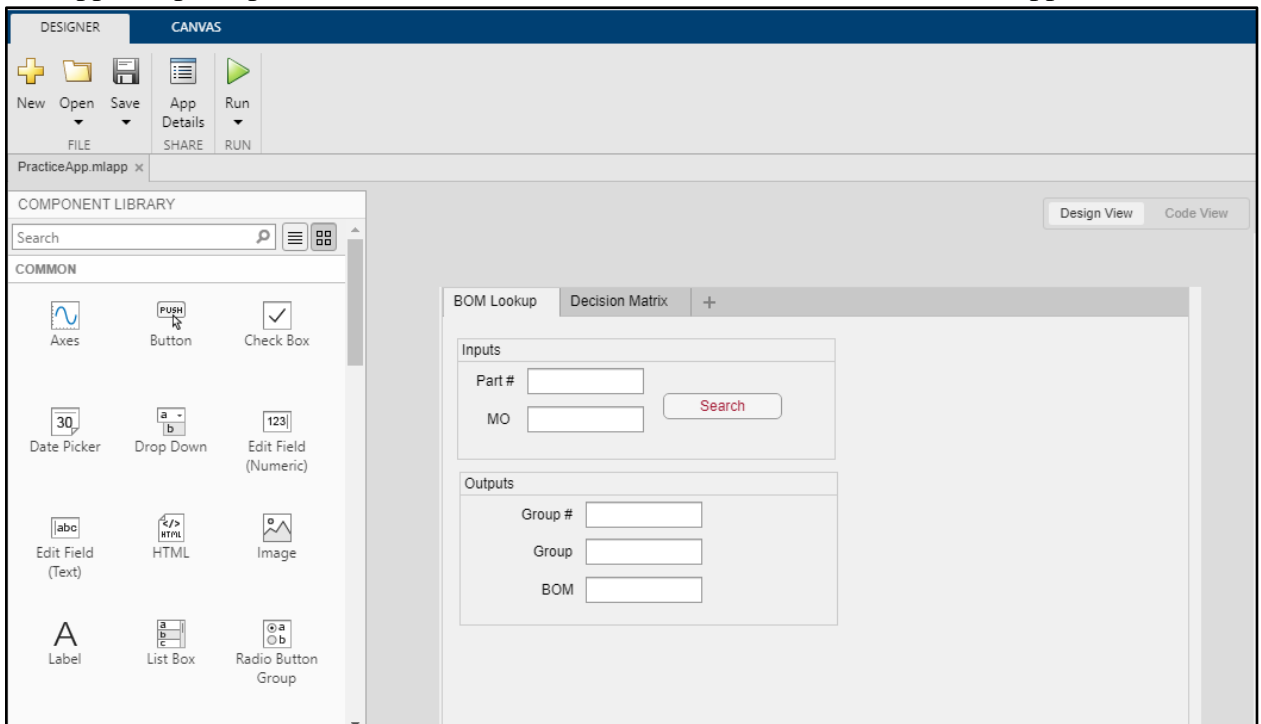 DESIGNER CANVAS
New Open Save App Details Run
FILE SHARE RUN
PracticeApp.mlapp ×
COMPONENT LIBRARY
Design View Code View
Search
COMMON
Axes
PUSH
Button
Check Box
30
Date Picker
a
b
Drop Down
123
Edit Field
(Numeric)
abc
Edit Field
(Text)
</>
HTML
HTML
Image
A
Label
a
b
c
List Box
a
b
Radio Button
Group
BOM Lookup Decision Matrix +
Inputs
Part #
Search
MO
Outputs
Group #
Group
BOM